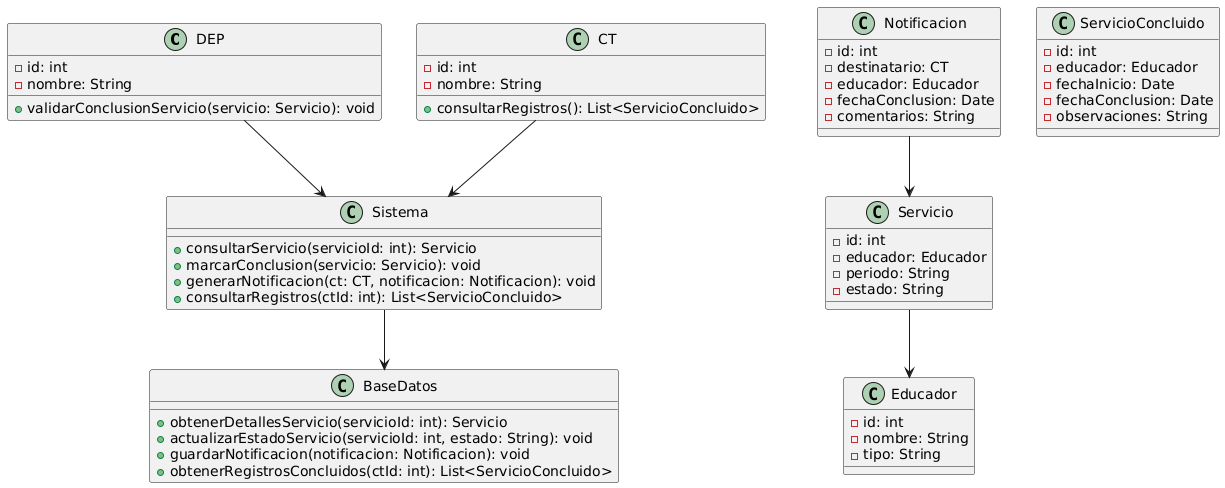 C DEP
id: int
nombre: String
validarConclusionServicio(servicio: Servicio): void
C CT
id: int
nombre: String
consultarRegistros(): List<ServicioConcluido>
C Notificacion
id: int
destinatario: CT
educador: Educador
fechaConclusion: Date
comentarios: String
C ServicioConcluido
id: int
educador: Educador
fechaInicio: Date
fechaConclusion: Date
observaciones: String
C Sistema
consultarServicio(servicioId: int): Servicio
marcarConclusion(servicio: Servicio): void
generarNotificacion(ct: CT, notificacion: Notificacion): void
consultarRegistros(ctId: int): List<ServicioConcluido>
C Servicio
id: int
educador: Educador
periodo: String
estado: String
C BaseDatos
obtenerDetallesServicio(servicioId: int): Servicio
actualizarEstadoServicio(servicioId: int, estado: String): void
guardarNotificacion(notificacion: Notificacion): void
obtenerRegistrosConcluidos(ctId: int): List<ServicioConcluido>
C Educador
id: int
nombre: String
tipo: String